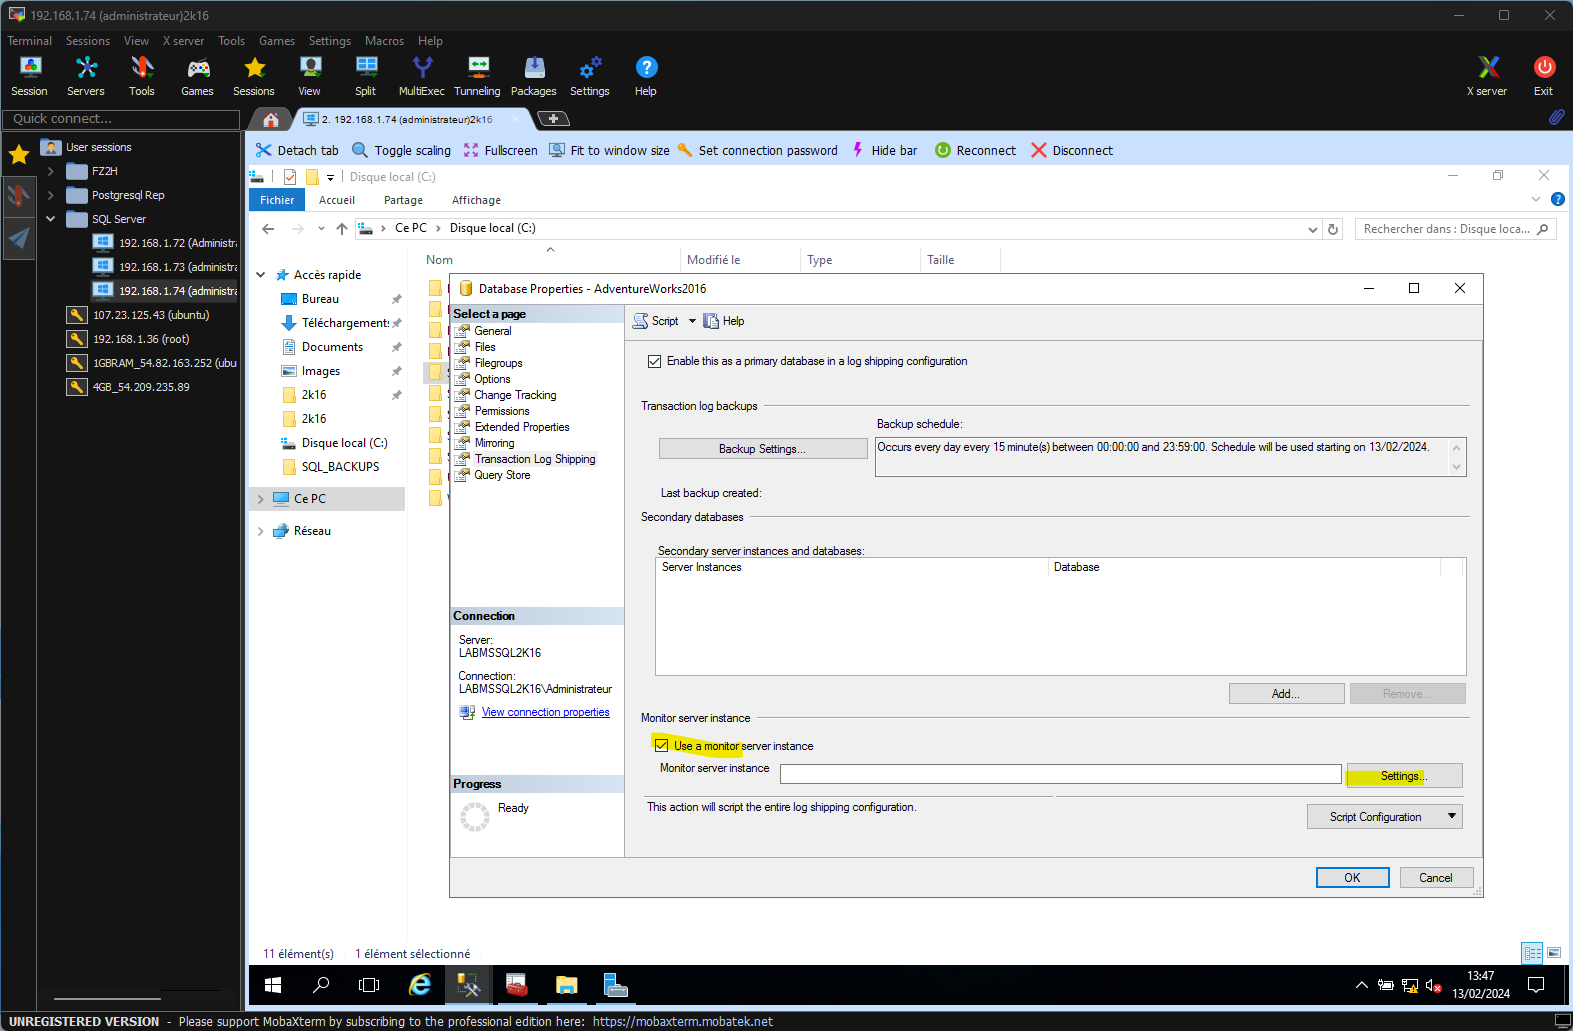 192.168.1.74 (administrateur)2k16
Terminal Sessions View X server Tools Games Settings Macros Help
Session Servers Tools Games Sessions View Split MultiExec Tunneling Packages Settings Help X server Exit
Quick connect...
2. 192.168.1.74 (administrateur)2k16
User sessions
FZ2H
Postgresql Rep
SQL Server
192.168.1.72 (Administra
192.168.1.73 (administra
192.168.1.74 (administra
107.23.125.43 (ubuntu)
192.168.1.36 (root)
1GBRAM_54.82.163.252 (ubu
4GB_54.209.235.89
Detach tab Toggle scaling Fullscreen Fit to window size Set connection password Hide bar Reconnect Disconnect
Disque local (C:)
Fichier Accueil Partage Affichage
Ce PC > Disque local (C:)
Rechercher dans : Disque loca...
Nom Modifié le Type Taille
Accès rapide
Bureau
Téléchargements
Documents
Images
2k16
2k16
Disque local (C:)
SQL_BACKUPS
Ce PC
Réseau
Database Properties - AdventureWorks2016
Select a page
General
Files
Filegroups
Options
Change Tracking
Permissions
Extended Properties
Mirroring
Transaction Log Shipping
Query Store
Connection
Server:
LABMSSQL2K16
Connection:
LABMSSQL2K16\Administrateur
View connection properties
Progress
Ready
Script Help
Enable this as a primary database in a log shipping configuration
Transaction log backups
Backup schedule:
Backup Settings...
Occurs every day every 15 minute(s) between 00:00:00 and 23:59:00. Schedule will be used starting on 13/02/2024.
Last backup created:
Secondary databases
Secondary server instances and databases:
Server Instances Database
Add... Remove...
Monitor server instance
Use a monitor server instance
Monitor server instance
Settings...
This action will script the entire log shipping configuration.
Script Configuration
OK Cancel
11 élément(s) 1 élément sélectionné
13:47
13/02/2024
UNREGISTERED VERSION - Please support MobaXterm by subscribing to the professional edition here: https://mobaxterm.mobatek.net